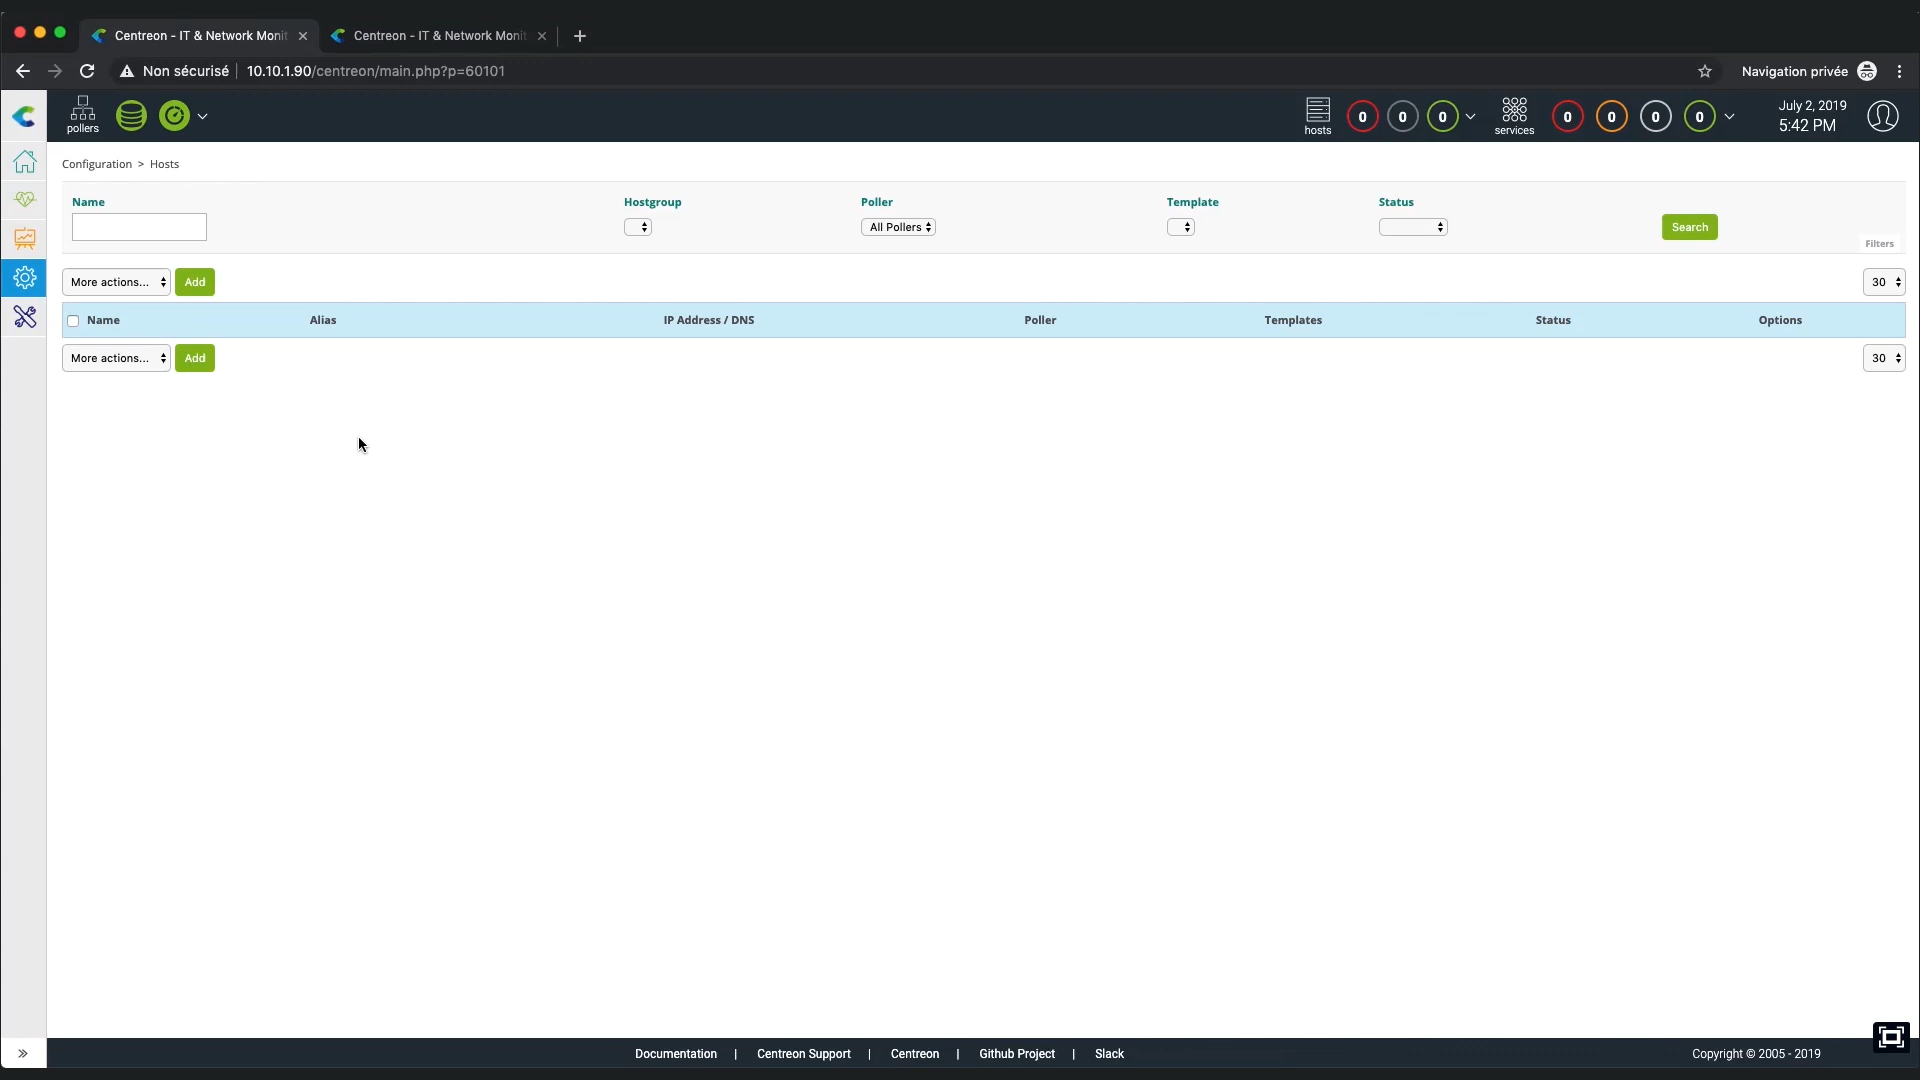 Centreon - IT & Network Monit
Centreon - IT & Network Monit
Non sécurisé
10.10.1.90/centreon/main.php?p=60101
Navigation privée
pollers
hosts
0
0
0
services
0
0
0
0
July 2, 2019
5:42 PM
Configuration > Hosts
Name
Hostgroup
Poller
Template
Status
All Pollers
Search
Filters
More actions...
Add
30
Name
Alias
IP Address / DNS
Poller
Templates
Status
Options
More actions...
Add
30
Documentation | Centreon Support | Centreon | Github Project | Slack
Copyright © 2005 - 2019